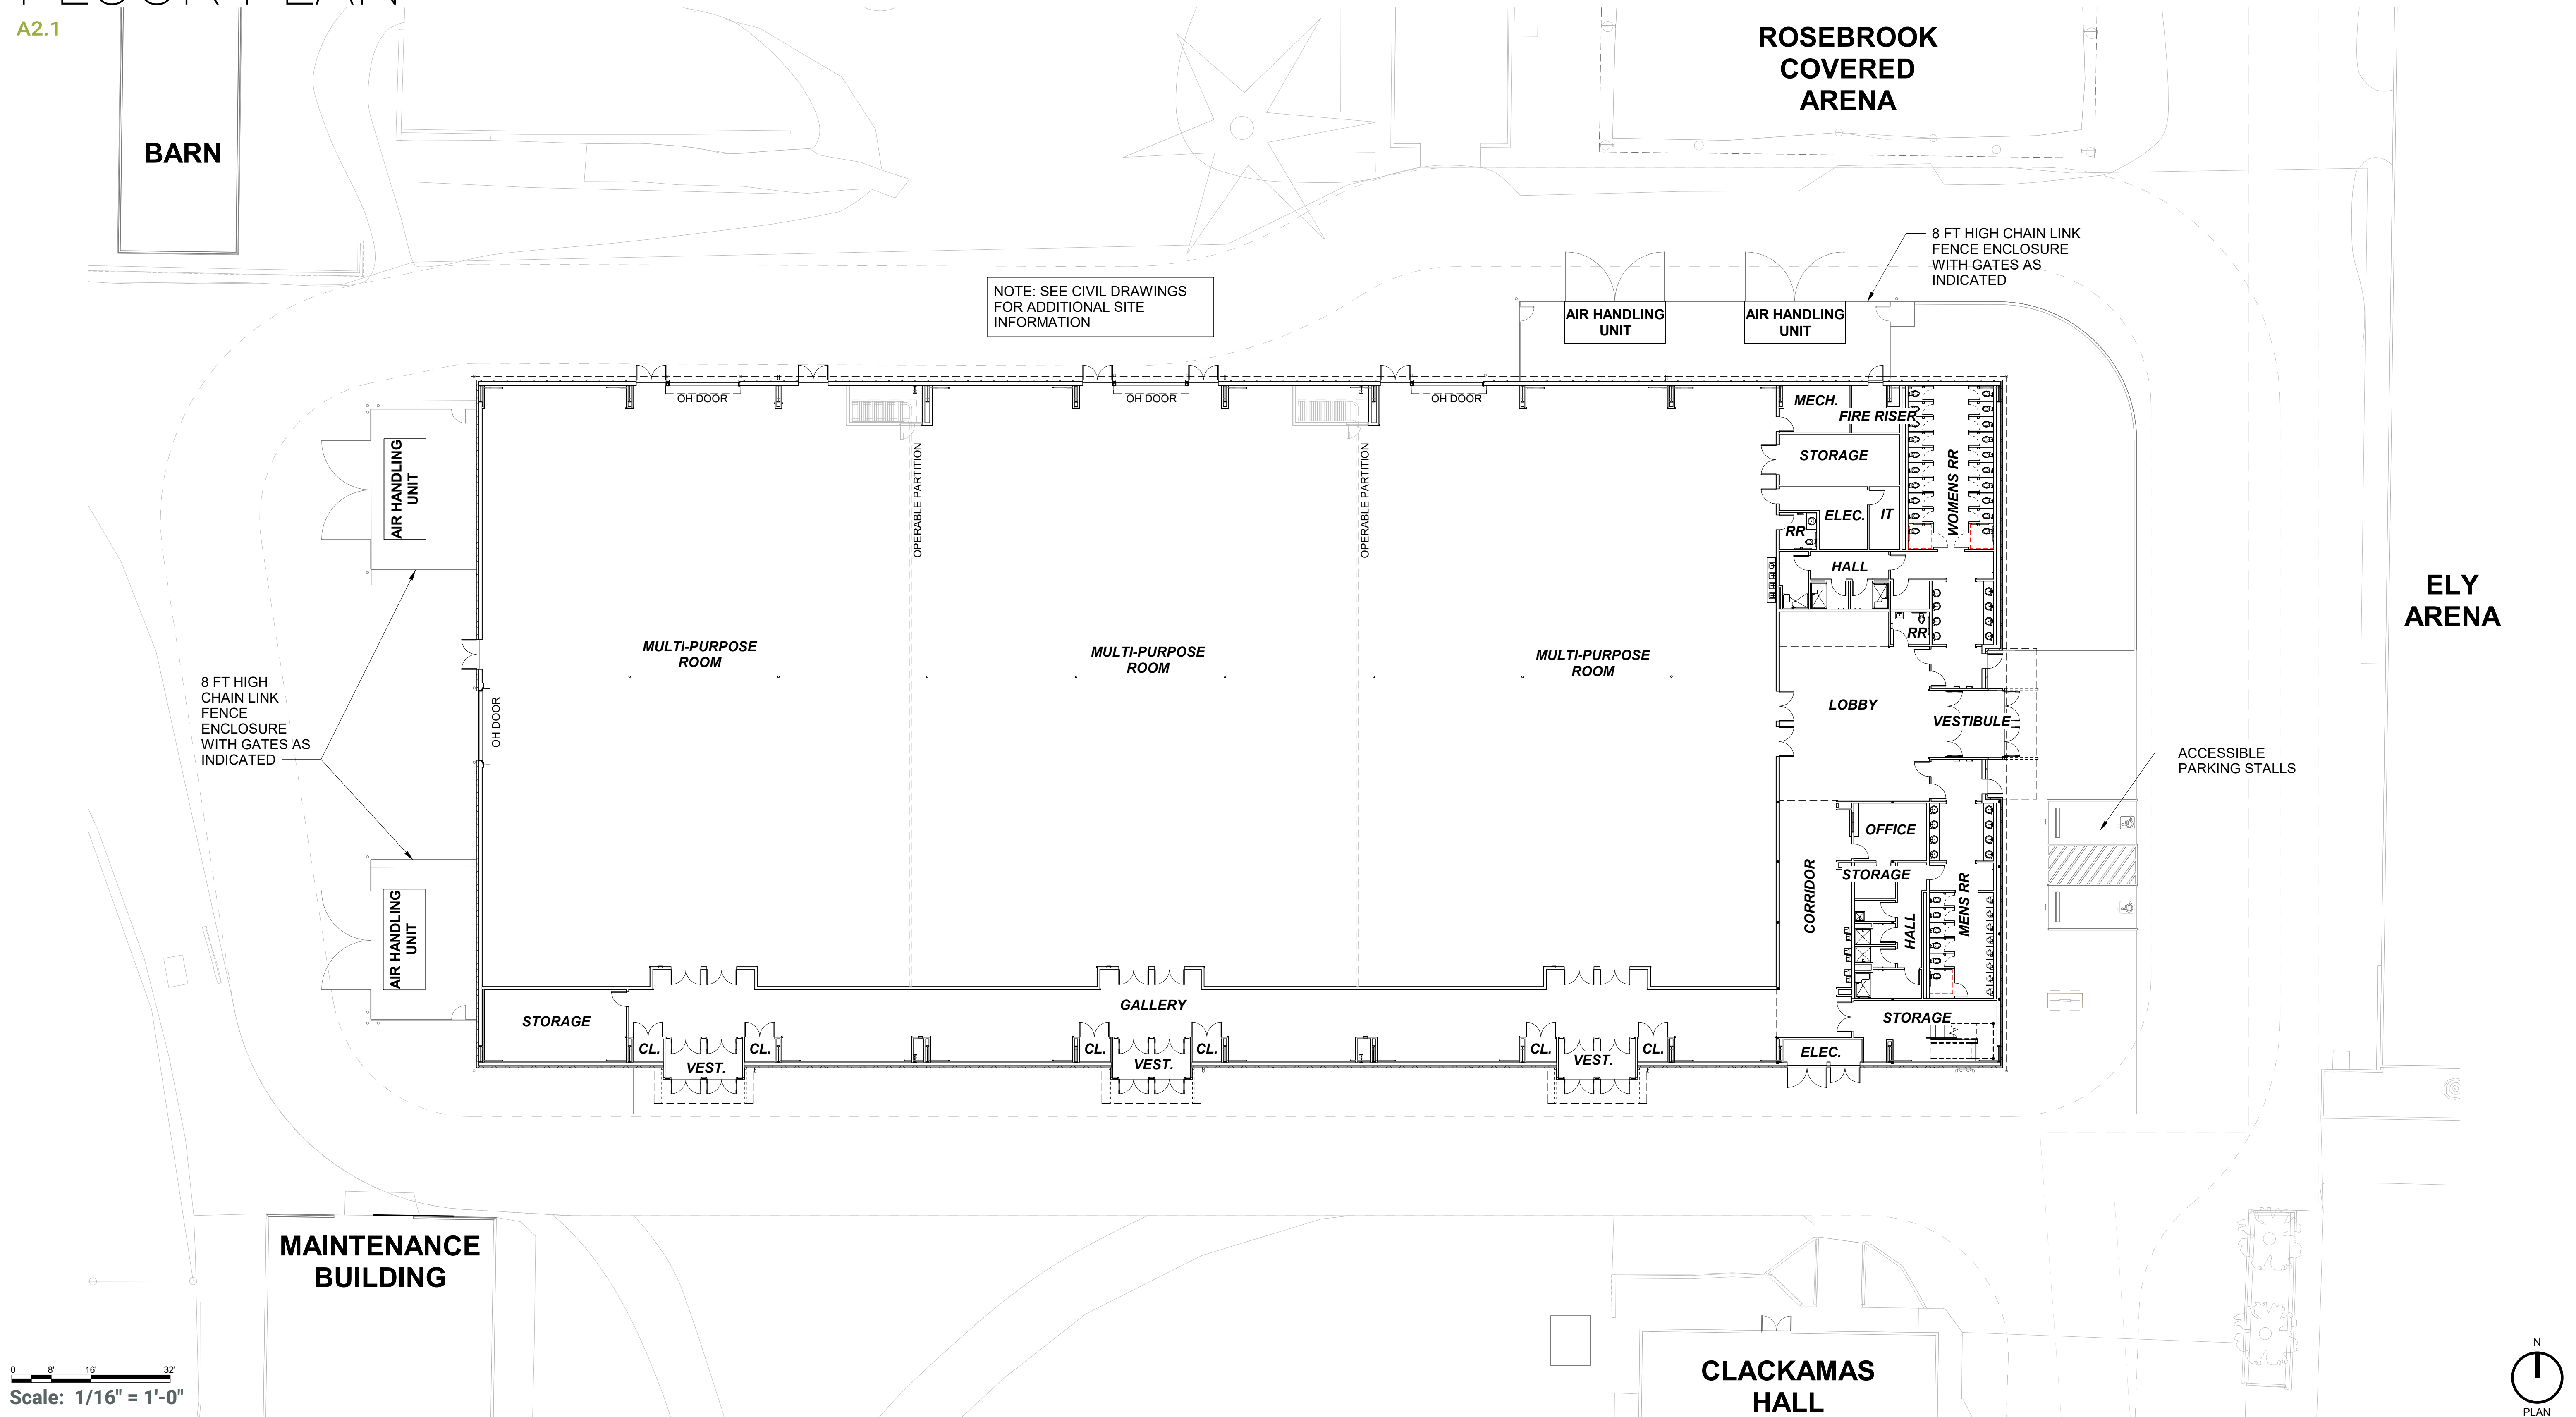 FLOOR PLAN
A2.1
ROSEBROOK
COVERED
ARENA
BARN
8 FT HIGH CHAIN LINK
FENCE ENCLOSURE
WITH GATES AS
INDICATED
NOTE: SEE CIVIL DRAWINGS
FOR ADDITIONAL SITE
INFORMATION
AIR HANDLING
UNIT
AIR HANDLING
UNIT
OH DOOR
OH DOOR
OH DOOR
MECH.
FIRE RISER
AIR HANDLING
UNIT
OPERABLE PARTITION
OPERABLE PARTITION
STORAGE
WOMENS RR
ELEC.
IT
RR
HALL
ELY
ARENA
RR
MULTI-PURPOSE
ROOM
MULTI-PURPOSE
ROOM
MULTI-PURPOSE
ROOM
8 FT HIGH
CHAIN LINK
FENCE
ENCLOSURE
WITH GATES AS
INDICATED
OH DOOR
LOBBY
VESTIBULE
ACCESSIBLE
PARKING STALLS
OFFICE
STORAGE
CORRIDOR
HALL
MENS RR
AIR HANDLING
UNIT
GALLERY
STORAGE
STORAGE
CL.
CL.
CL.
CL.
CL.
CL.
VEST.
VEST.
VEST.
ELEC.
MAINTENANCE
BUILDING
CLACKAMAS
HALL
0 8' 16' 32'
Scale: 1/16" = 1'-0"
N
PLAN